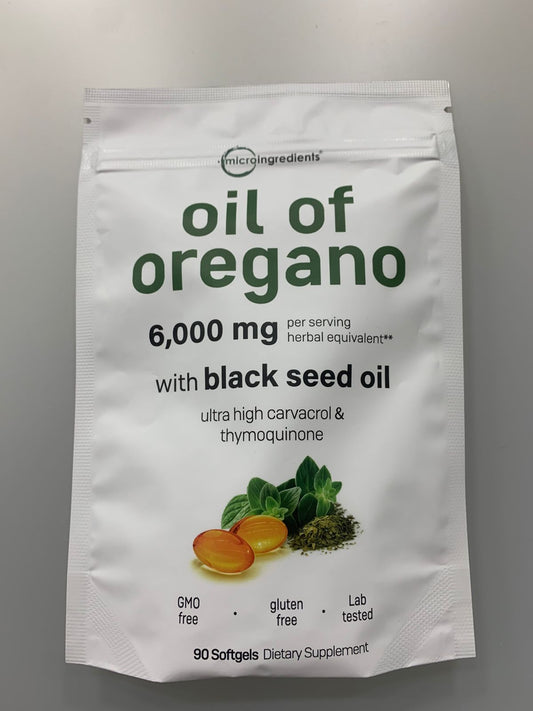 microingredients®
oil of
oregano
6,000 mg per serving
herbal equivalent**
with black seed oil
ultra high carvacrol &
thymoquinone
GMO
free
•
gluten
free
•
Lab
tested
90 Softgels Dietary Supplement